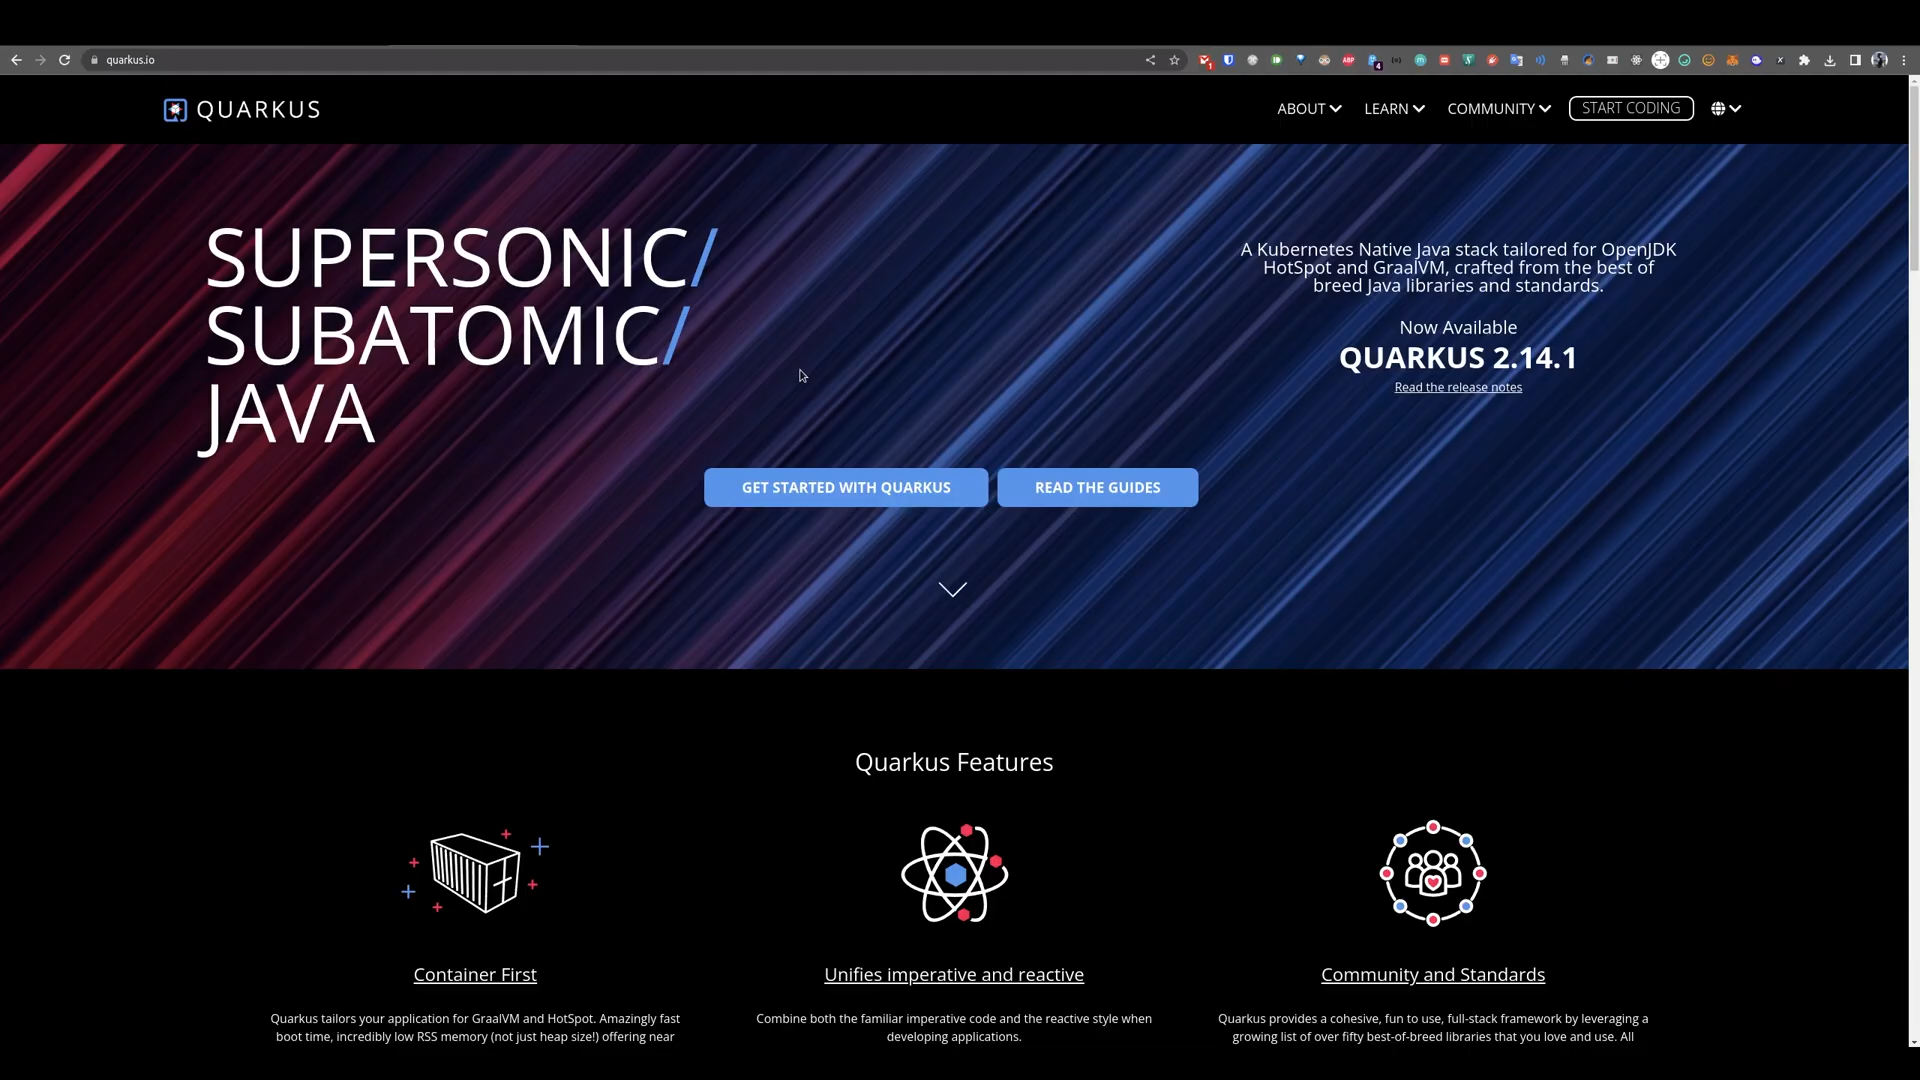 quarkus.io
1
ABP
4
QUARKUS
ABOUT
LEARN
COMMUNITY
START CODING
SUPERSONIC/
SUBATOMIC/
JAVA
A Kubernetes Native Java stack tailored for OpenJDK
HotSpot and GraalVM, crafted from the best of
breed Java libraries and standards.
Now Available
QUARKUS 2.14.1
Read the release notes
GET STARTED WITH QUARKUS
READ THE GUIDES
Quarkus Features
Container First
Quarkus tailors your application for GraalVM and HotSpot. Amazingly fast
boot time, incredibly low RSS memory (not just heap size!) offering near
Unifies imperative and reactive
Combine both the familiar imperative code and the reactive style when
developing applications.
Community and Standards
Quarkus provides a cohesive, fun to use, full-stack framework by leveraging a
growing list of over fifty best-of-breed libraries that you love and use. All